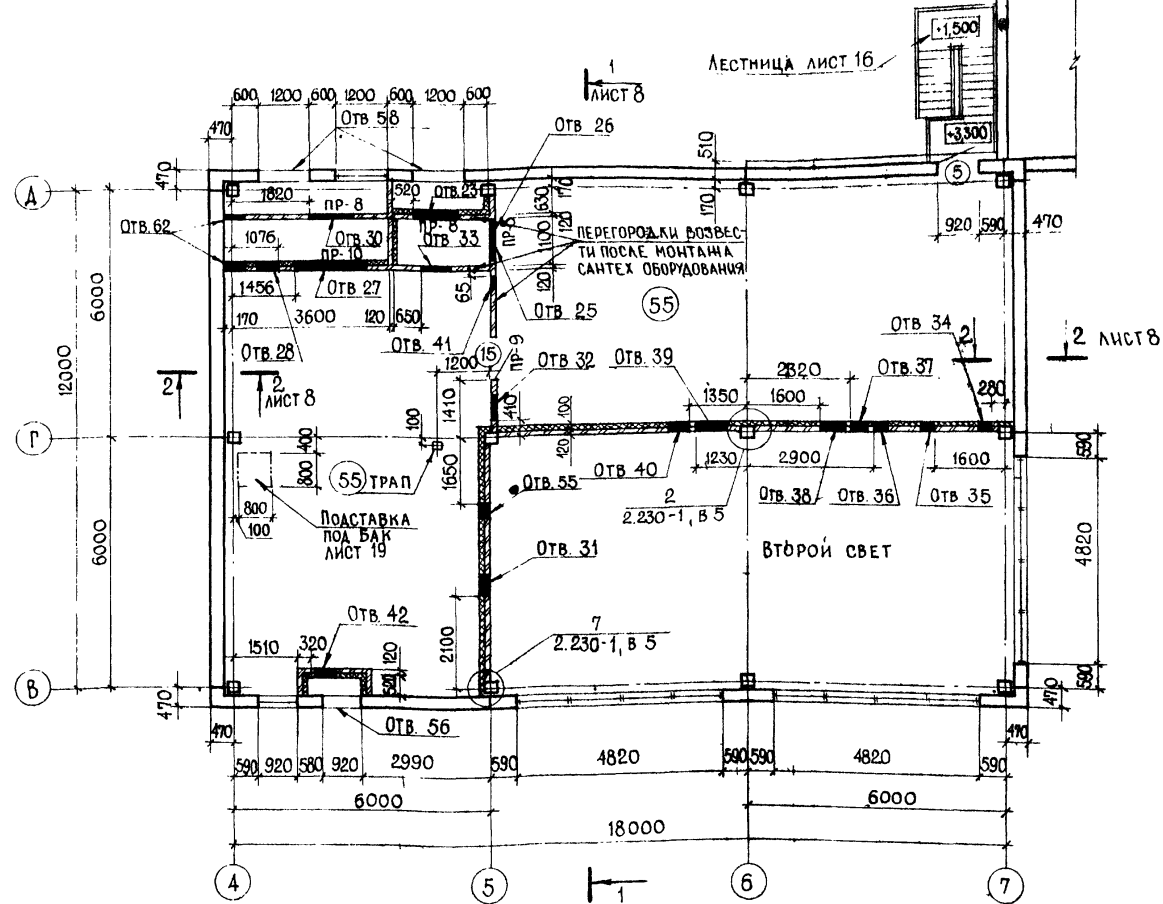 +1,500
Лестница лист 16
1
лист 8
600 1200 600 1200 600 1200 600
Отв 58
Отв 26
470
+3,300
510
5
А
470
1820
520
Отв. 23
630
170
170
920
590
470
ПР-8
ПР-8
120
Отв. 62
1076
Отв. 30
Отв. 33
1100
Перегородки возвес-
ти после монтажа
сантех оборудования
ПР-10
1456
Отв. 27
65
120
Отв. 25
55
6000
170
3600
120
650
Отв. 28
Отв. 41
15
ПР-9
1200
Отв. 32
Отв. 39
Отв 34
2
2 лист 8
2
2
лист 8
2320
Отв. 37
280
12000
1410
410
100
1350
1600
Г
400
100
120
590
800
1650
Отв. 40
1230
2900
1600
55
Трап
Отв. 55
2
2.230-1, в 5
Отв. 38
Отв. 36
Отв 35
800
100
Подставка
под бак
лист 19
6000
Отв. 31
Второй свет
4820
Отв. 42
1510
320
120
2100
7
2.230-1, в 5
В
470
520
590
470
Отв. 56
470
470
590 920 580 920 2990 590 4820 590 590 4820 590
6000
6000
18000
4
5
1
6
7